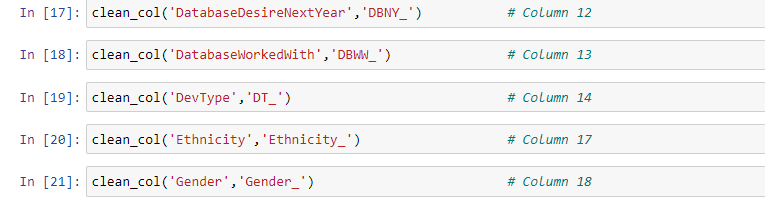 In [17]: clean_col('DatabaseDesireNextYear','DBNY_') # Column 12
In [18]: clean_col('DatabaseWorkedWith','DBWW_') # Column 13
In [19]: clean_col('DevType','DT_') # Column 14
In [20]: clean_col('Ethnicity','Ethnicity_') # Column 17
In [21]: clean_col('Gender','Gender_') # Column 18